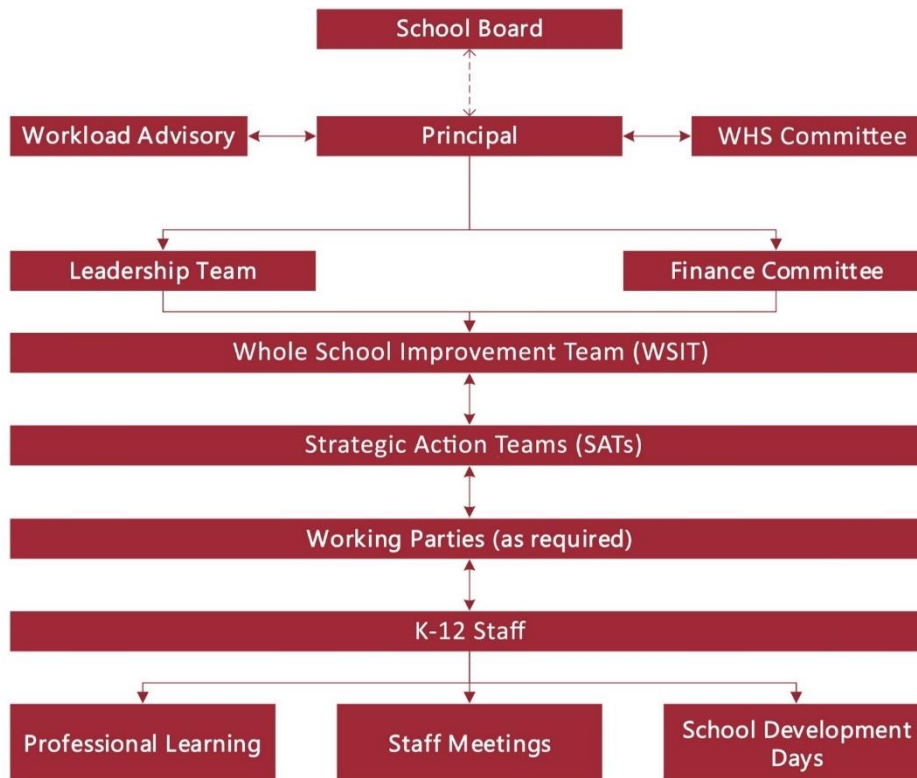 School Board
Workload Advisory
Principal
WHS Committee
Leadership Team
Finance Committee
Whole School Improvement Team (WSIT)
Strategic Action Teams (SATs)
Working Parties (as required)
K-12 Staff
Professional Learning
Staff Meetings
School Development
Days